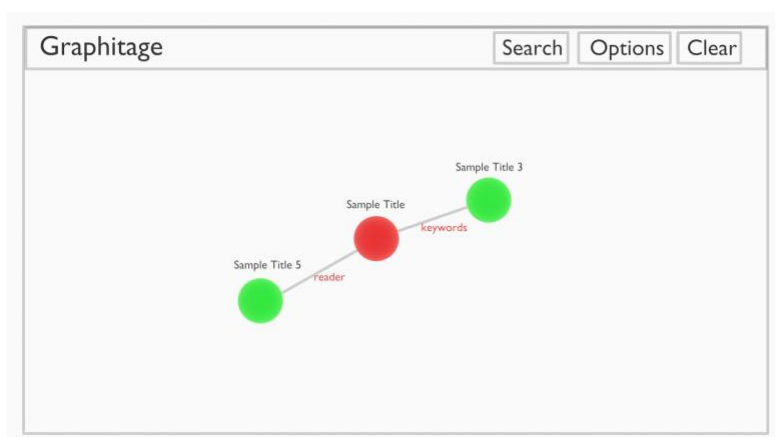 Graphitage
Search
Options
Clear
Sample Title 3
Sample Title
keywords
Sample Title 5
reader